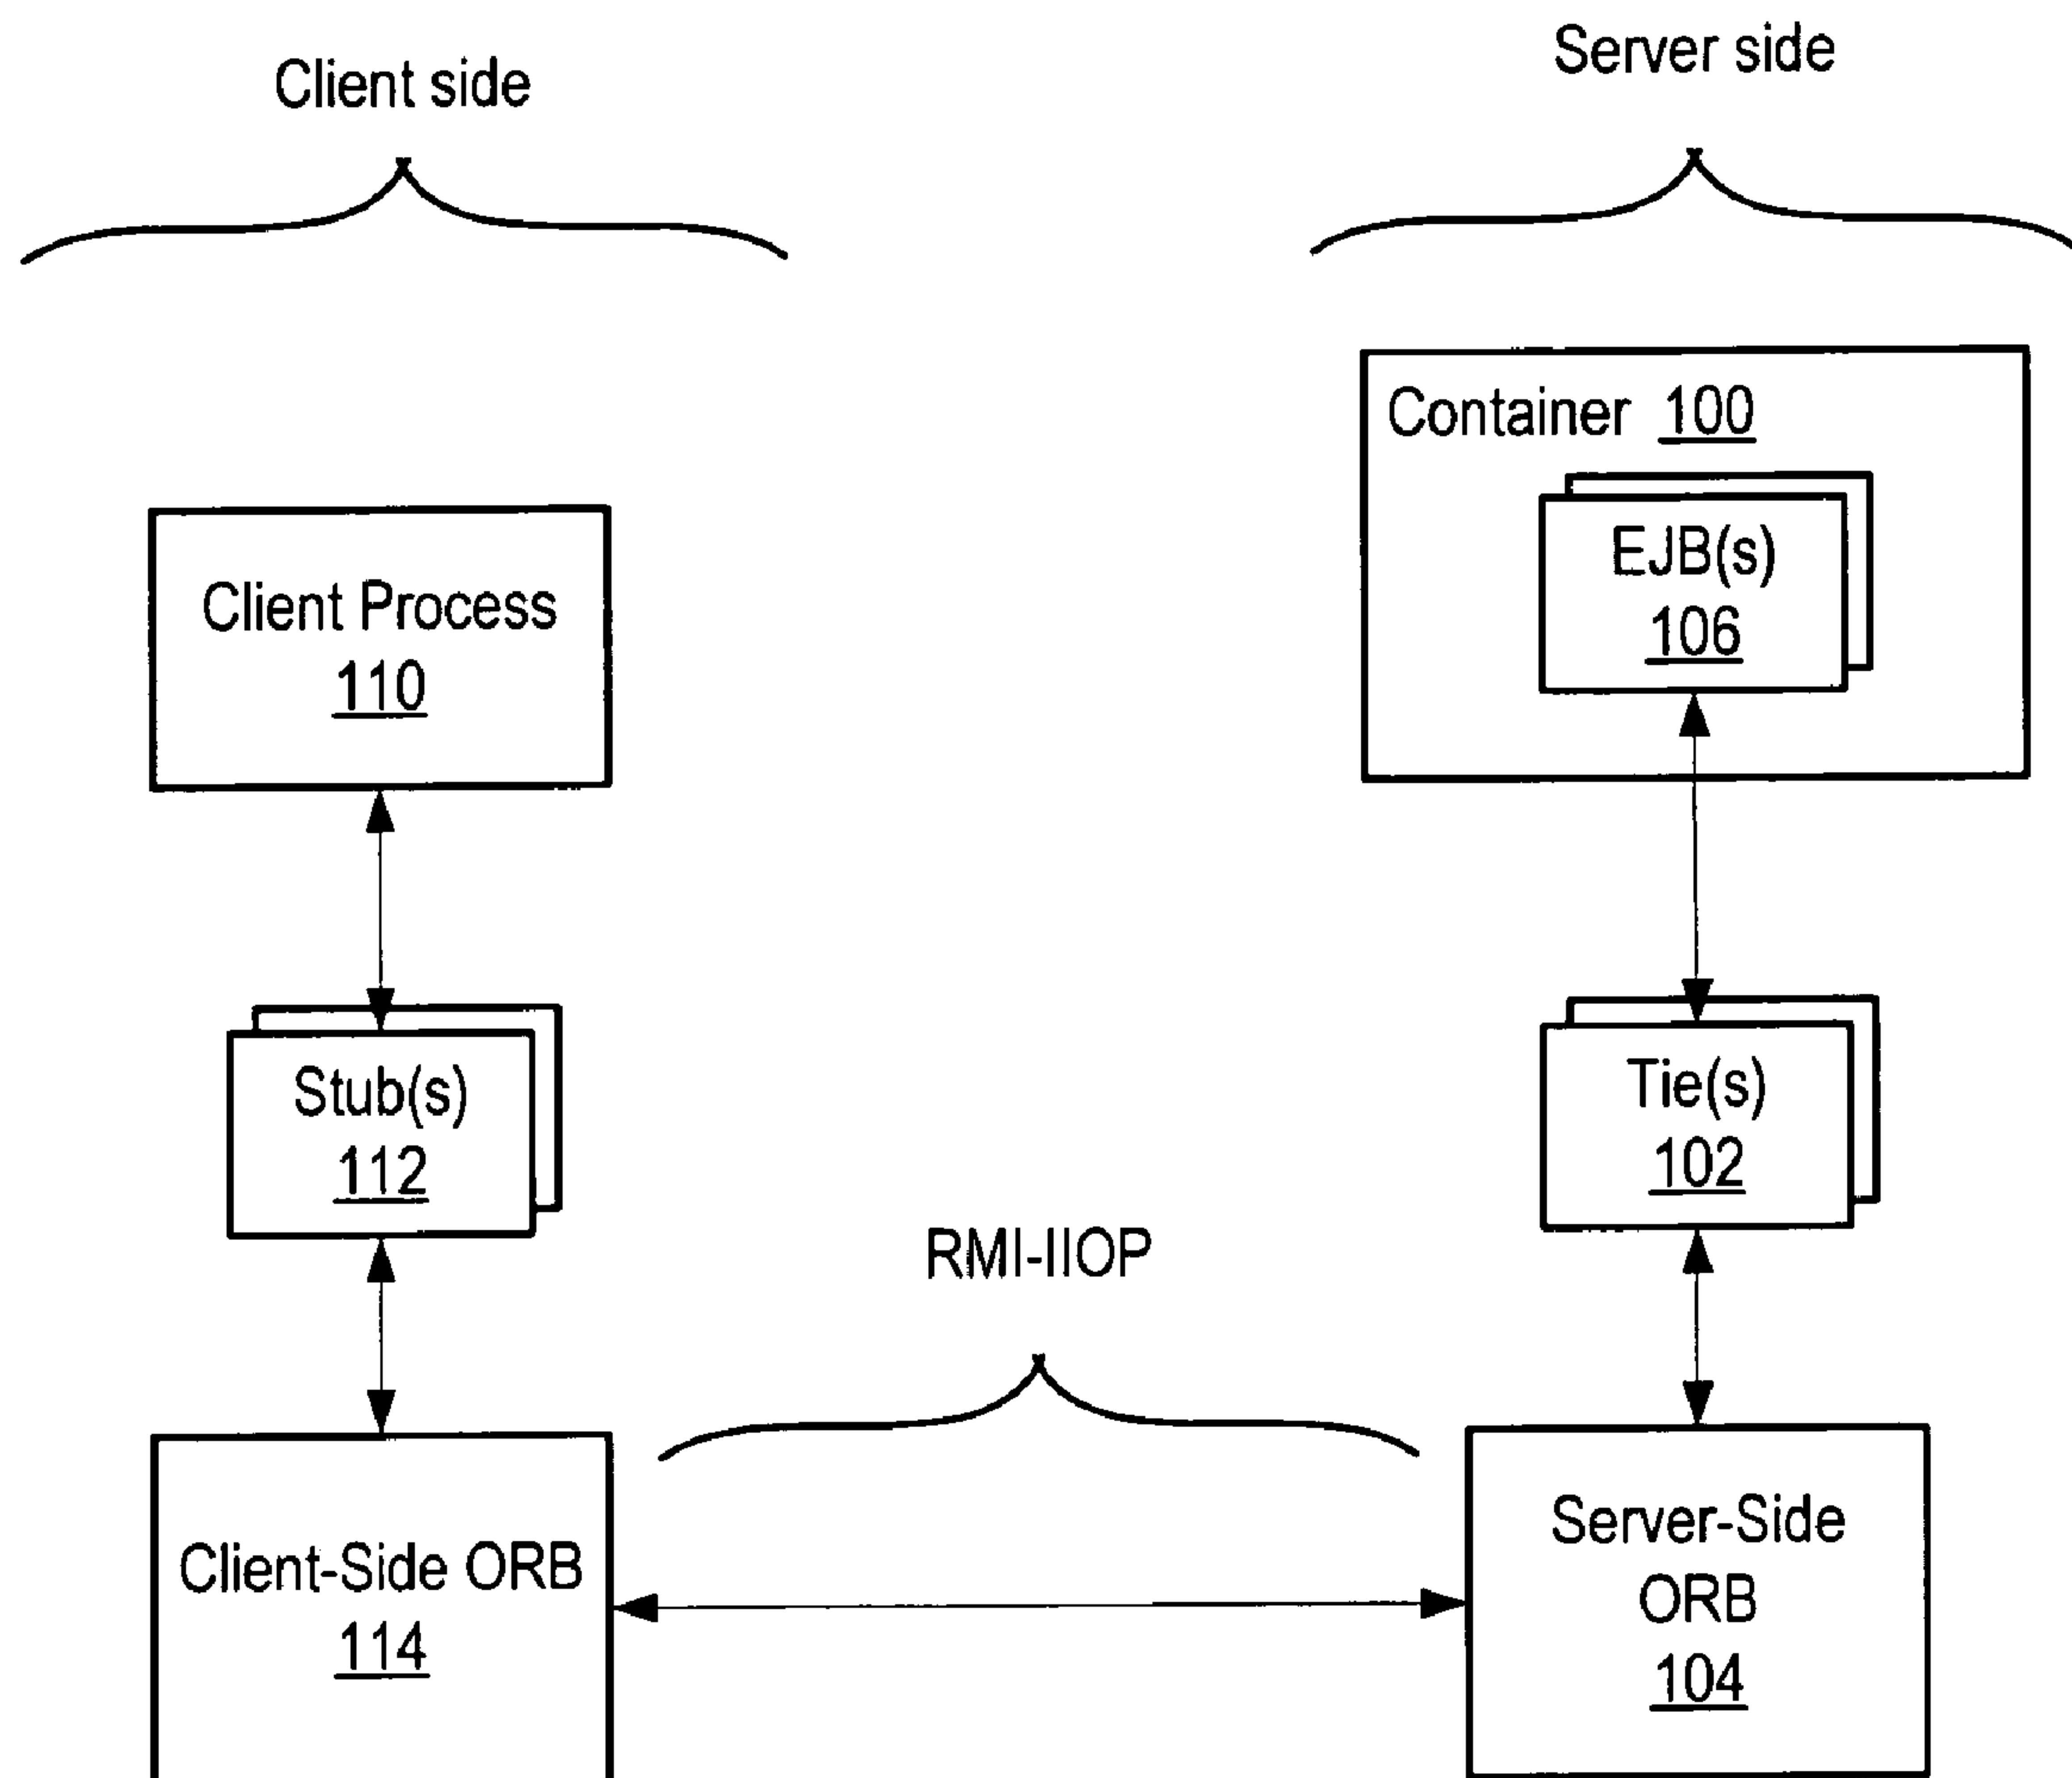 Client side
Server side
Container 100
EJB(s)
106
Client Process
110
Stub(s)
112
Tie(s)
102
RMI-IIOP
Client-Side ORB
114
Server-Side
ORB
104